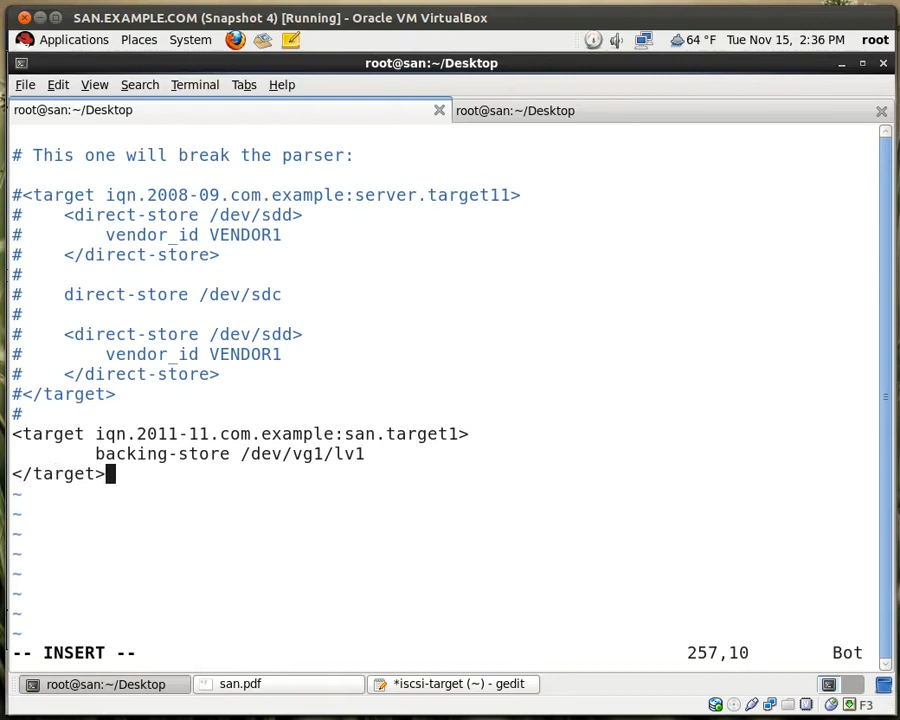 SAN.EXAMPLE.COM (Snapshot 4) [Running] - Oracle VM VirtualBox
Applications Places System 64 °F Tue Nov 15, 2:36 PM root
root@san:~/Desktop
File Edit View Search Terminal Tabs Help
root@san:~/Desktop root@san:~/Desktop
# This one will break the parser:
#<target iqn.2008-09.com.example:server.target11>
#    <direct-store /dev/sdd>
#        vendor_id VENDOR1
#    </direct-store>
#
#    direct-store /dev/sdc
#
#    <direct-store /dev/sdd>
#        vendor_id VENDOR1
#    </direct-store>
#</target>
#
<target iqn.2011-11.com.example:san.target1>
        backing-store /dev/vg1/lv1
</target>
~
~
~
~
~
~
~
~
-- INSERT -- 257,10 Bot
root@san:~/Desktop san.pdf *iscsi-target (~) - gedit
F3